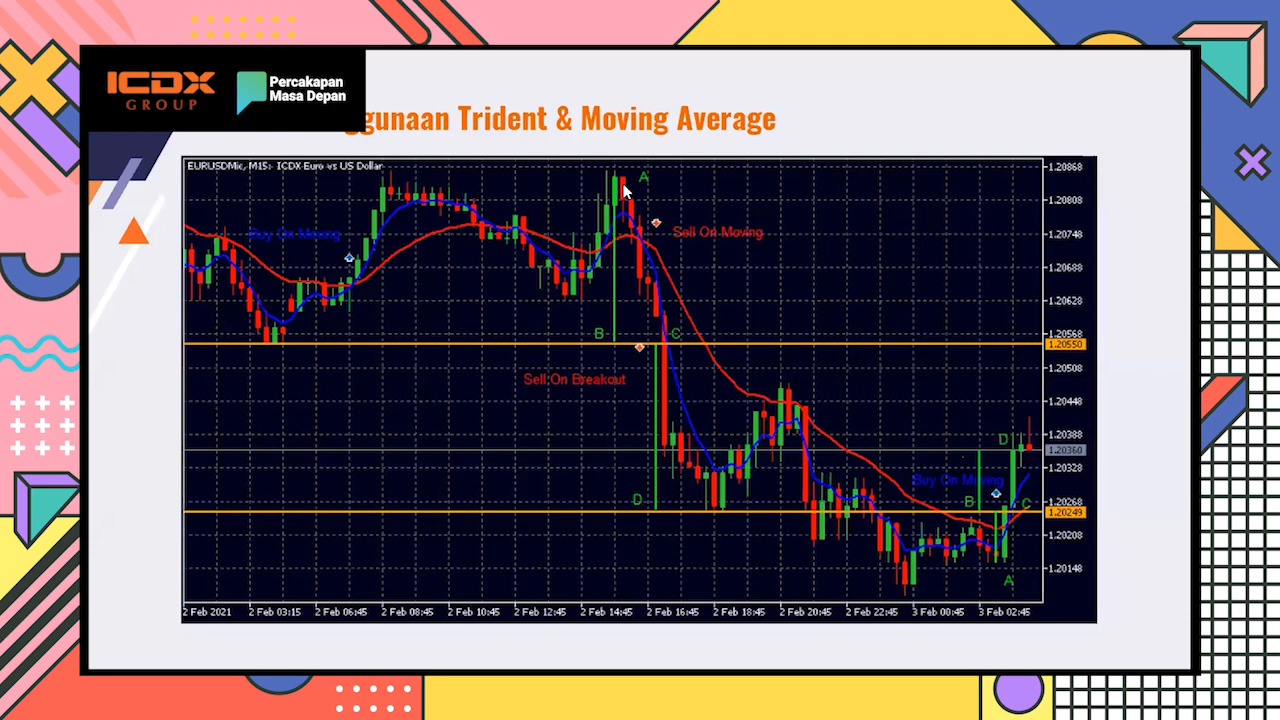 ICDX
GROUP
Percakapan
Masa Depan
ggunaan Trident & Moving Average
EURUSDMic, M15: ICDX Euro vs US Dollar
1.20868
A
1.20808
Buy On Moving
Sell On Moving
1.20748
1.20688
1.20628
B
C
1.20568
1.20550
Sell On Breakout
1.20508
1.20448
D
1.20388
1.20360
1.20328
Buy On Moving
D
B
C
1.20268
1.20249
1.20208
A
1.20148
2 Feb 2021
2 Feb 03:15
2 Feb 06:45
2 Feb 08:45
2 Feb 10:45
2 Feb 12:45
2 Feb 14:45
2 Feb 16:45
2 Feb 18:45
2 Feb 20:45
2 Feb 22:45
3 Feb 00:45
3 Feb 02:45